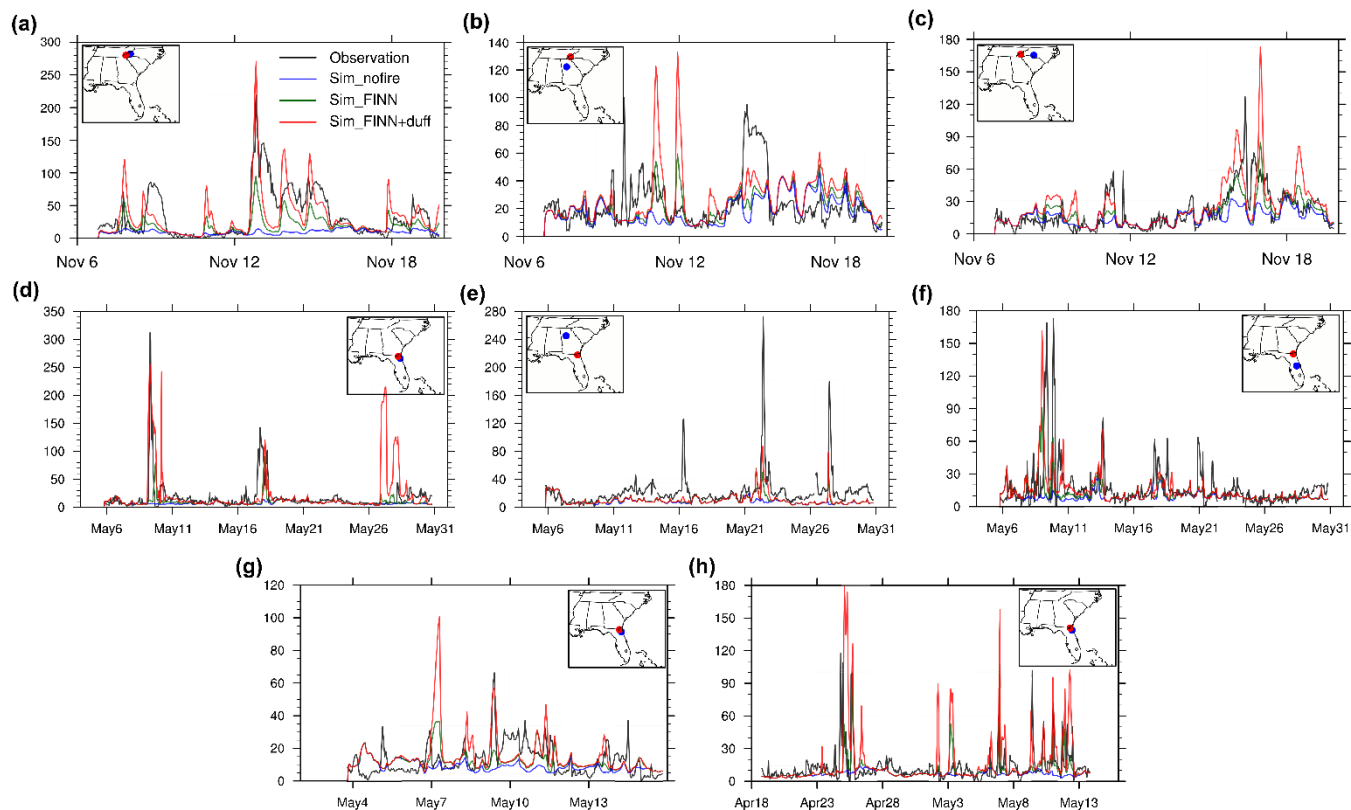 (a)
300
250
200
150
100
50
0
Nov 6
Nov 12
Nov 18
Observation
Sim_nofire
Sim_FINN
Sim_FINN+duff
(b)
140
120
100
80
60
40
20
0
Nov 6
Nov 12
Nov 18
(c)
180
150
120
90
60
30
0
Nov 6
Nov 12
Nov 18
(d)
350
300
250
200
150
100
50
0
May6
May11
May16
May21
May26
May31
(e)
280
240
200
160
120
80
40
0
May6
May11
May16
May21
May26
May31
(f)
180
150
120
90
60
30
0
May6
May11
May16
May21
May26
May31
(g)
120
100
80
60
40
20
0
May4
May7
May10
May13
(h)
180
150
120
90
60
30
0
Apr18
Apr23
Apr28
May3
May8
May13